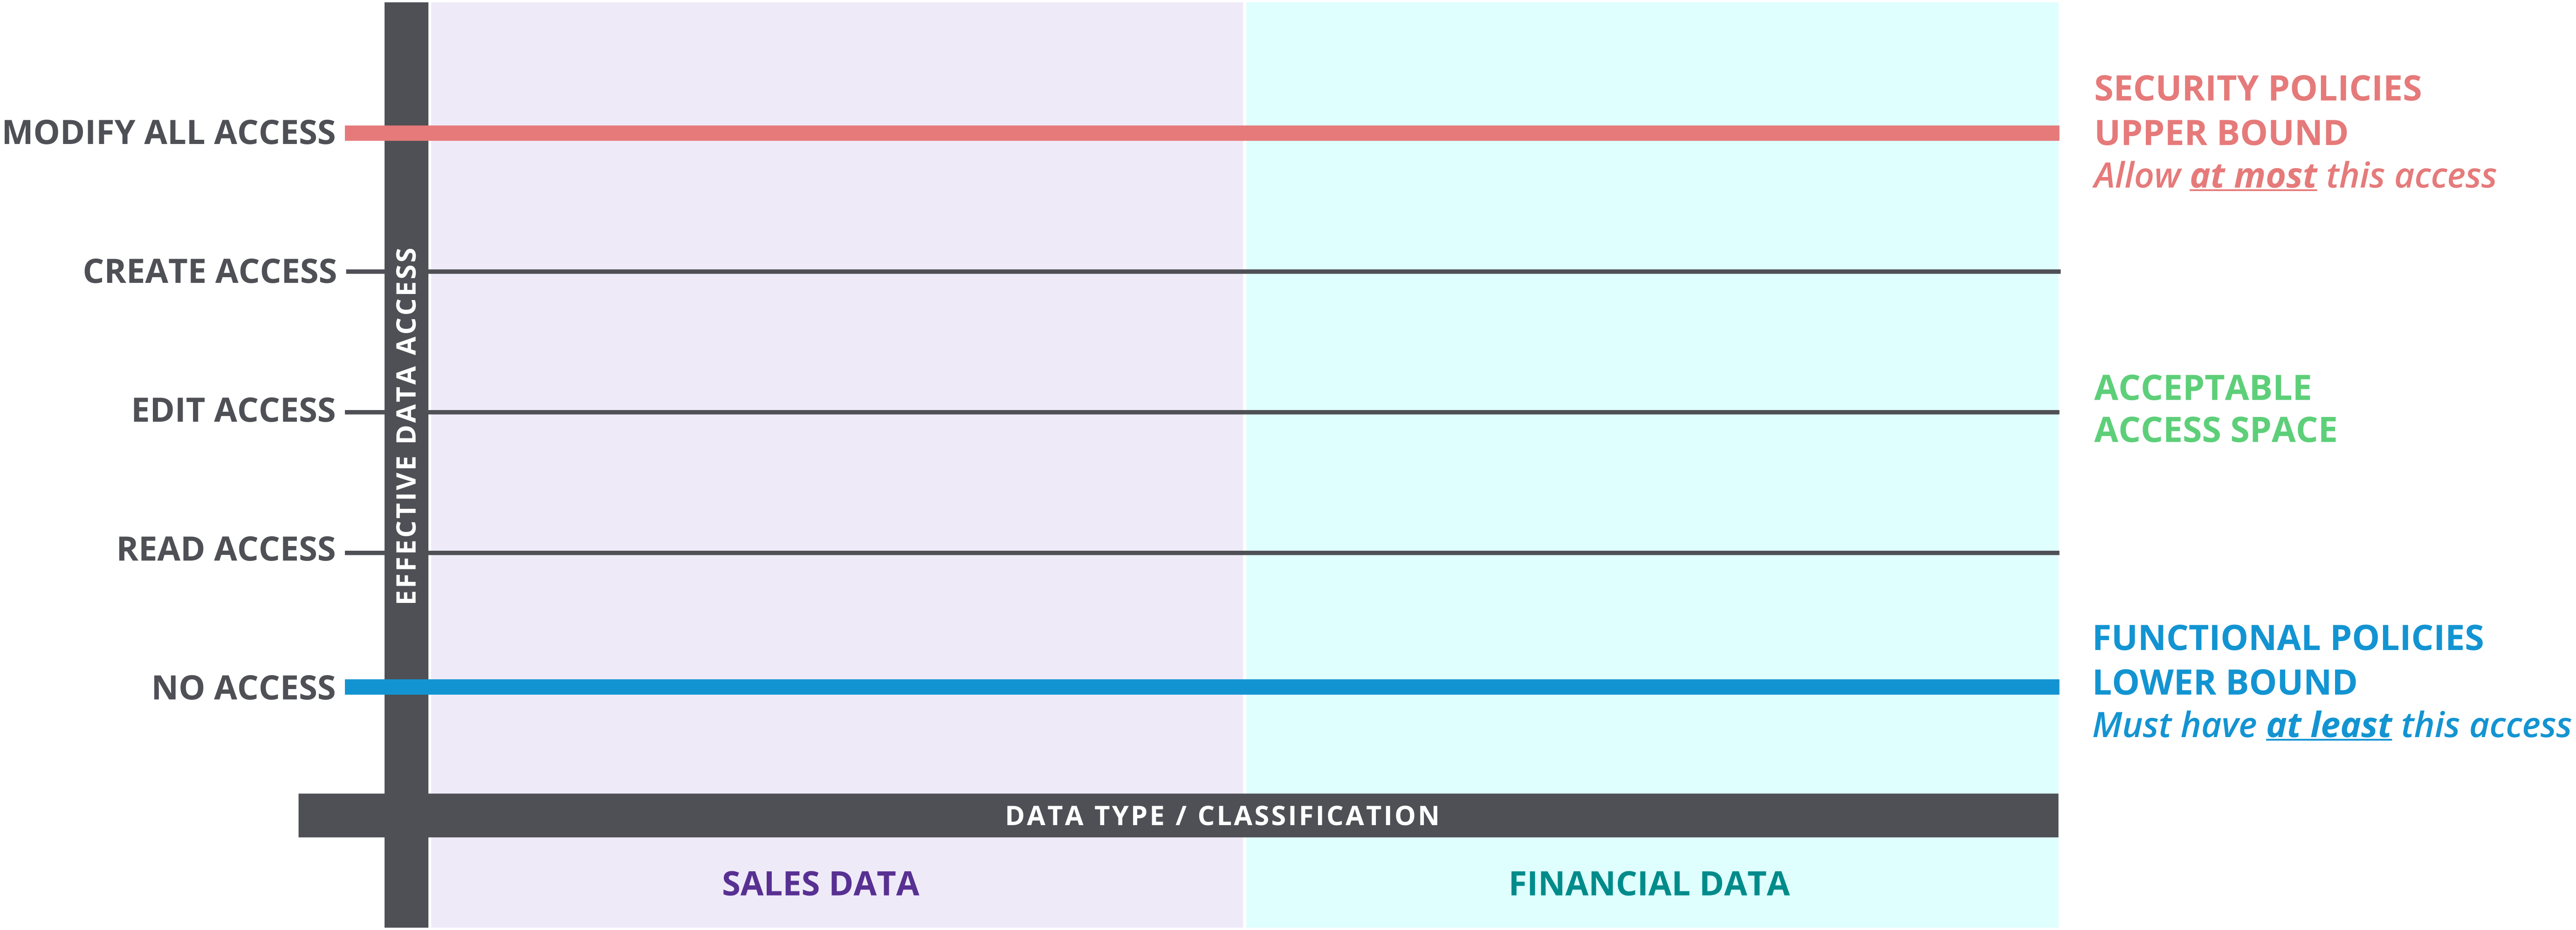 MODIFY ALL ACCESS
CREATE ACCESS
EDIT ACCESS
READ ACCESS
NO ACCESS
EFFECTIVE DATA ACCESS
SECURITY POLICIES
UPPER BOUND
Allow at most this access
ACCEPTABLE
ACCESS SPACE
FUNCTIONAL POLICIES
LOWER BOUND
Must have at least this access
DATA TYPE / CLASSIFICATION
SALES DATA
FINANCIAL DATA